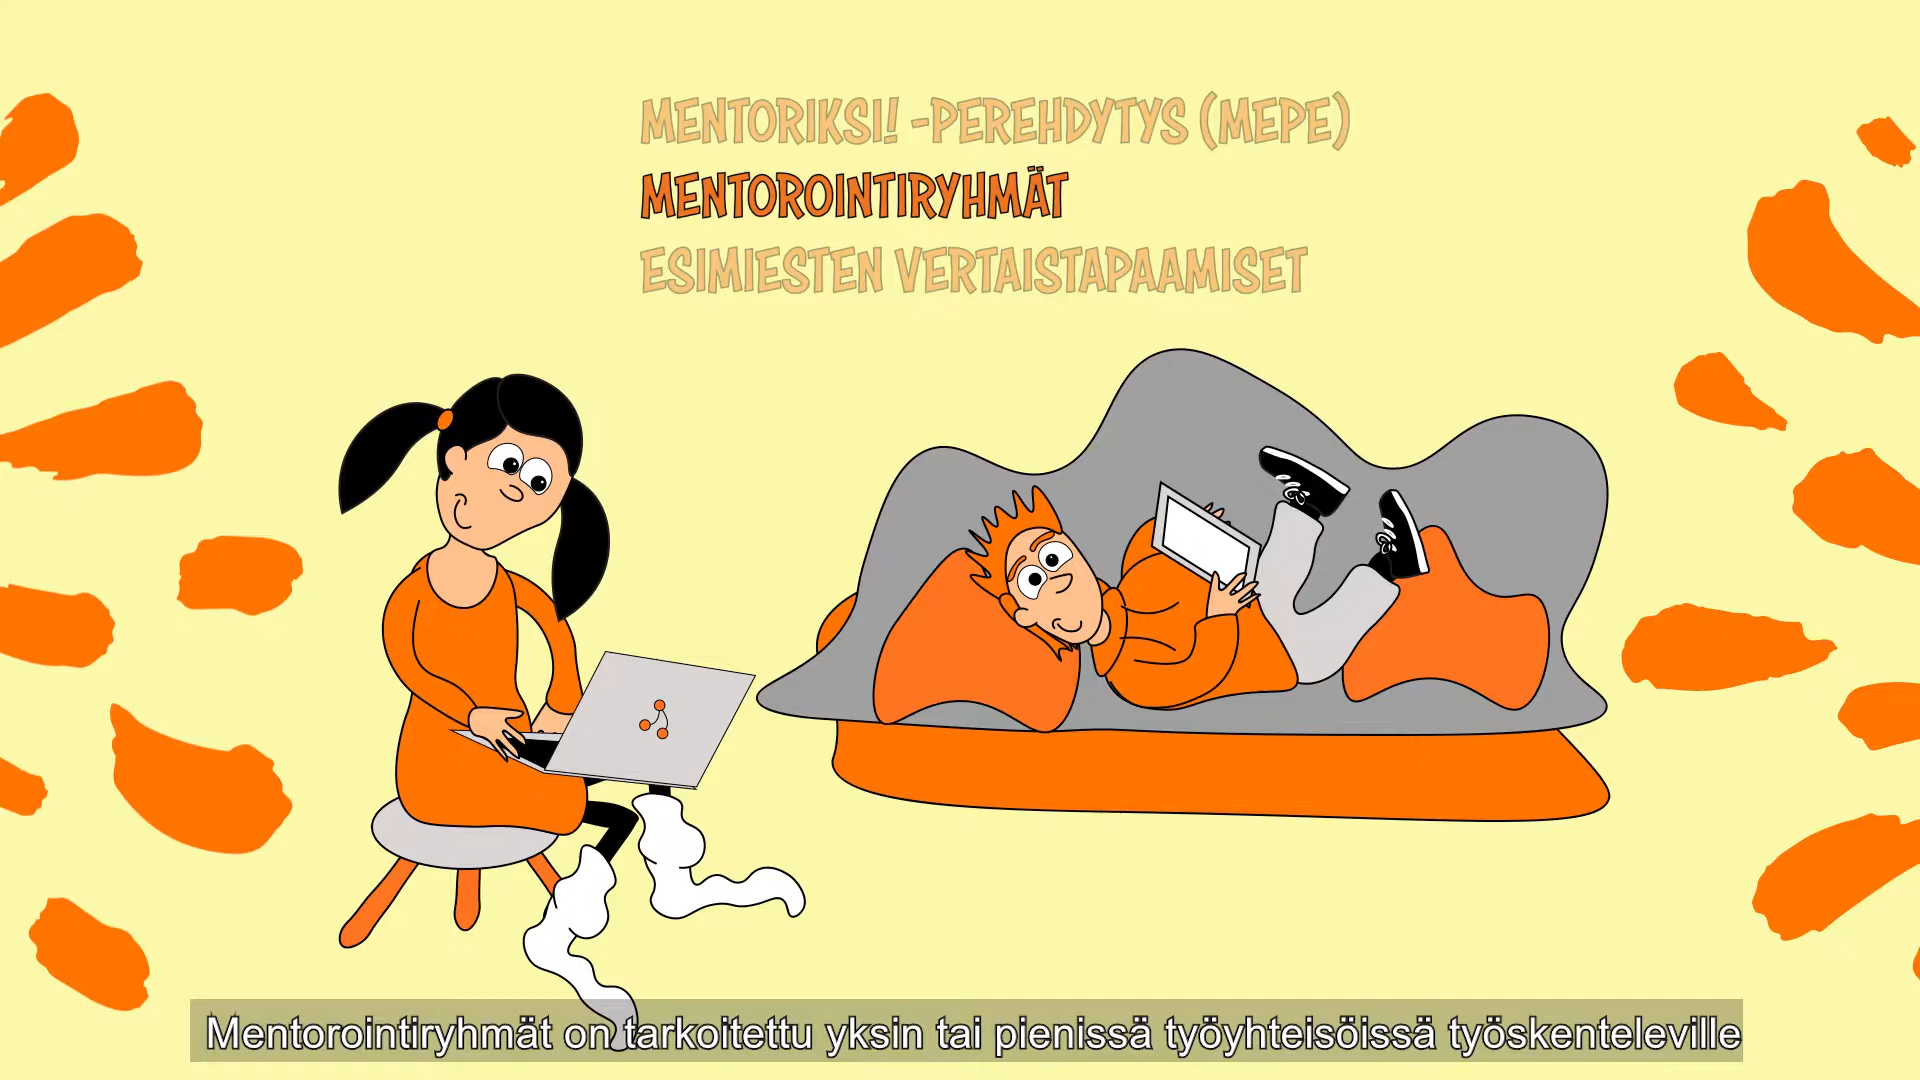 MENTORIKSI! -PEREHDYTYS (MEPE)
MENTOROINTIRYHMÄT
ESIMIESTEN VERTAISTAPAAMISET
Mentorointiryhmät on tarkoitettu yksin tai pienissä työyhteisöissä työskenteleville